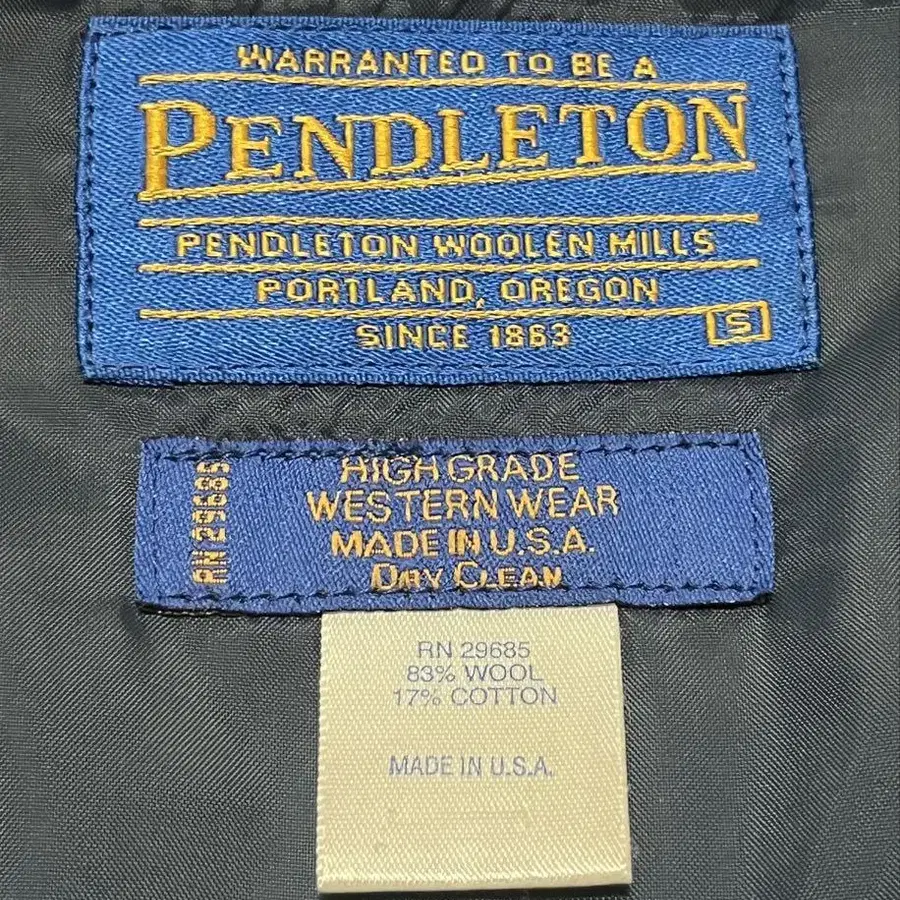 WARRANTED TO BE A
PENDLETON
PENDLETON WOOLEN MILLS
PORTLAND, OREGON
SINCE 1863
S
RN 29685
HIGH GRADE
WESTERN WEAR
MADE IN U.S.A.
DRY CLEAN
RN 29685
83% WOOL
17% COTTON
MADE IN U.S.A.